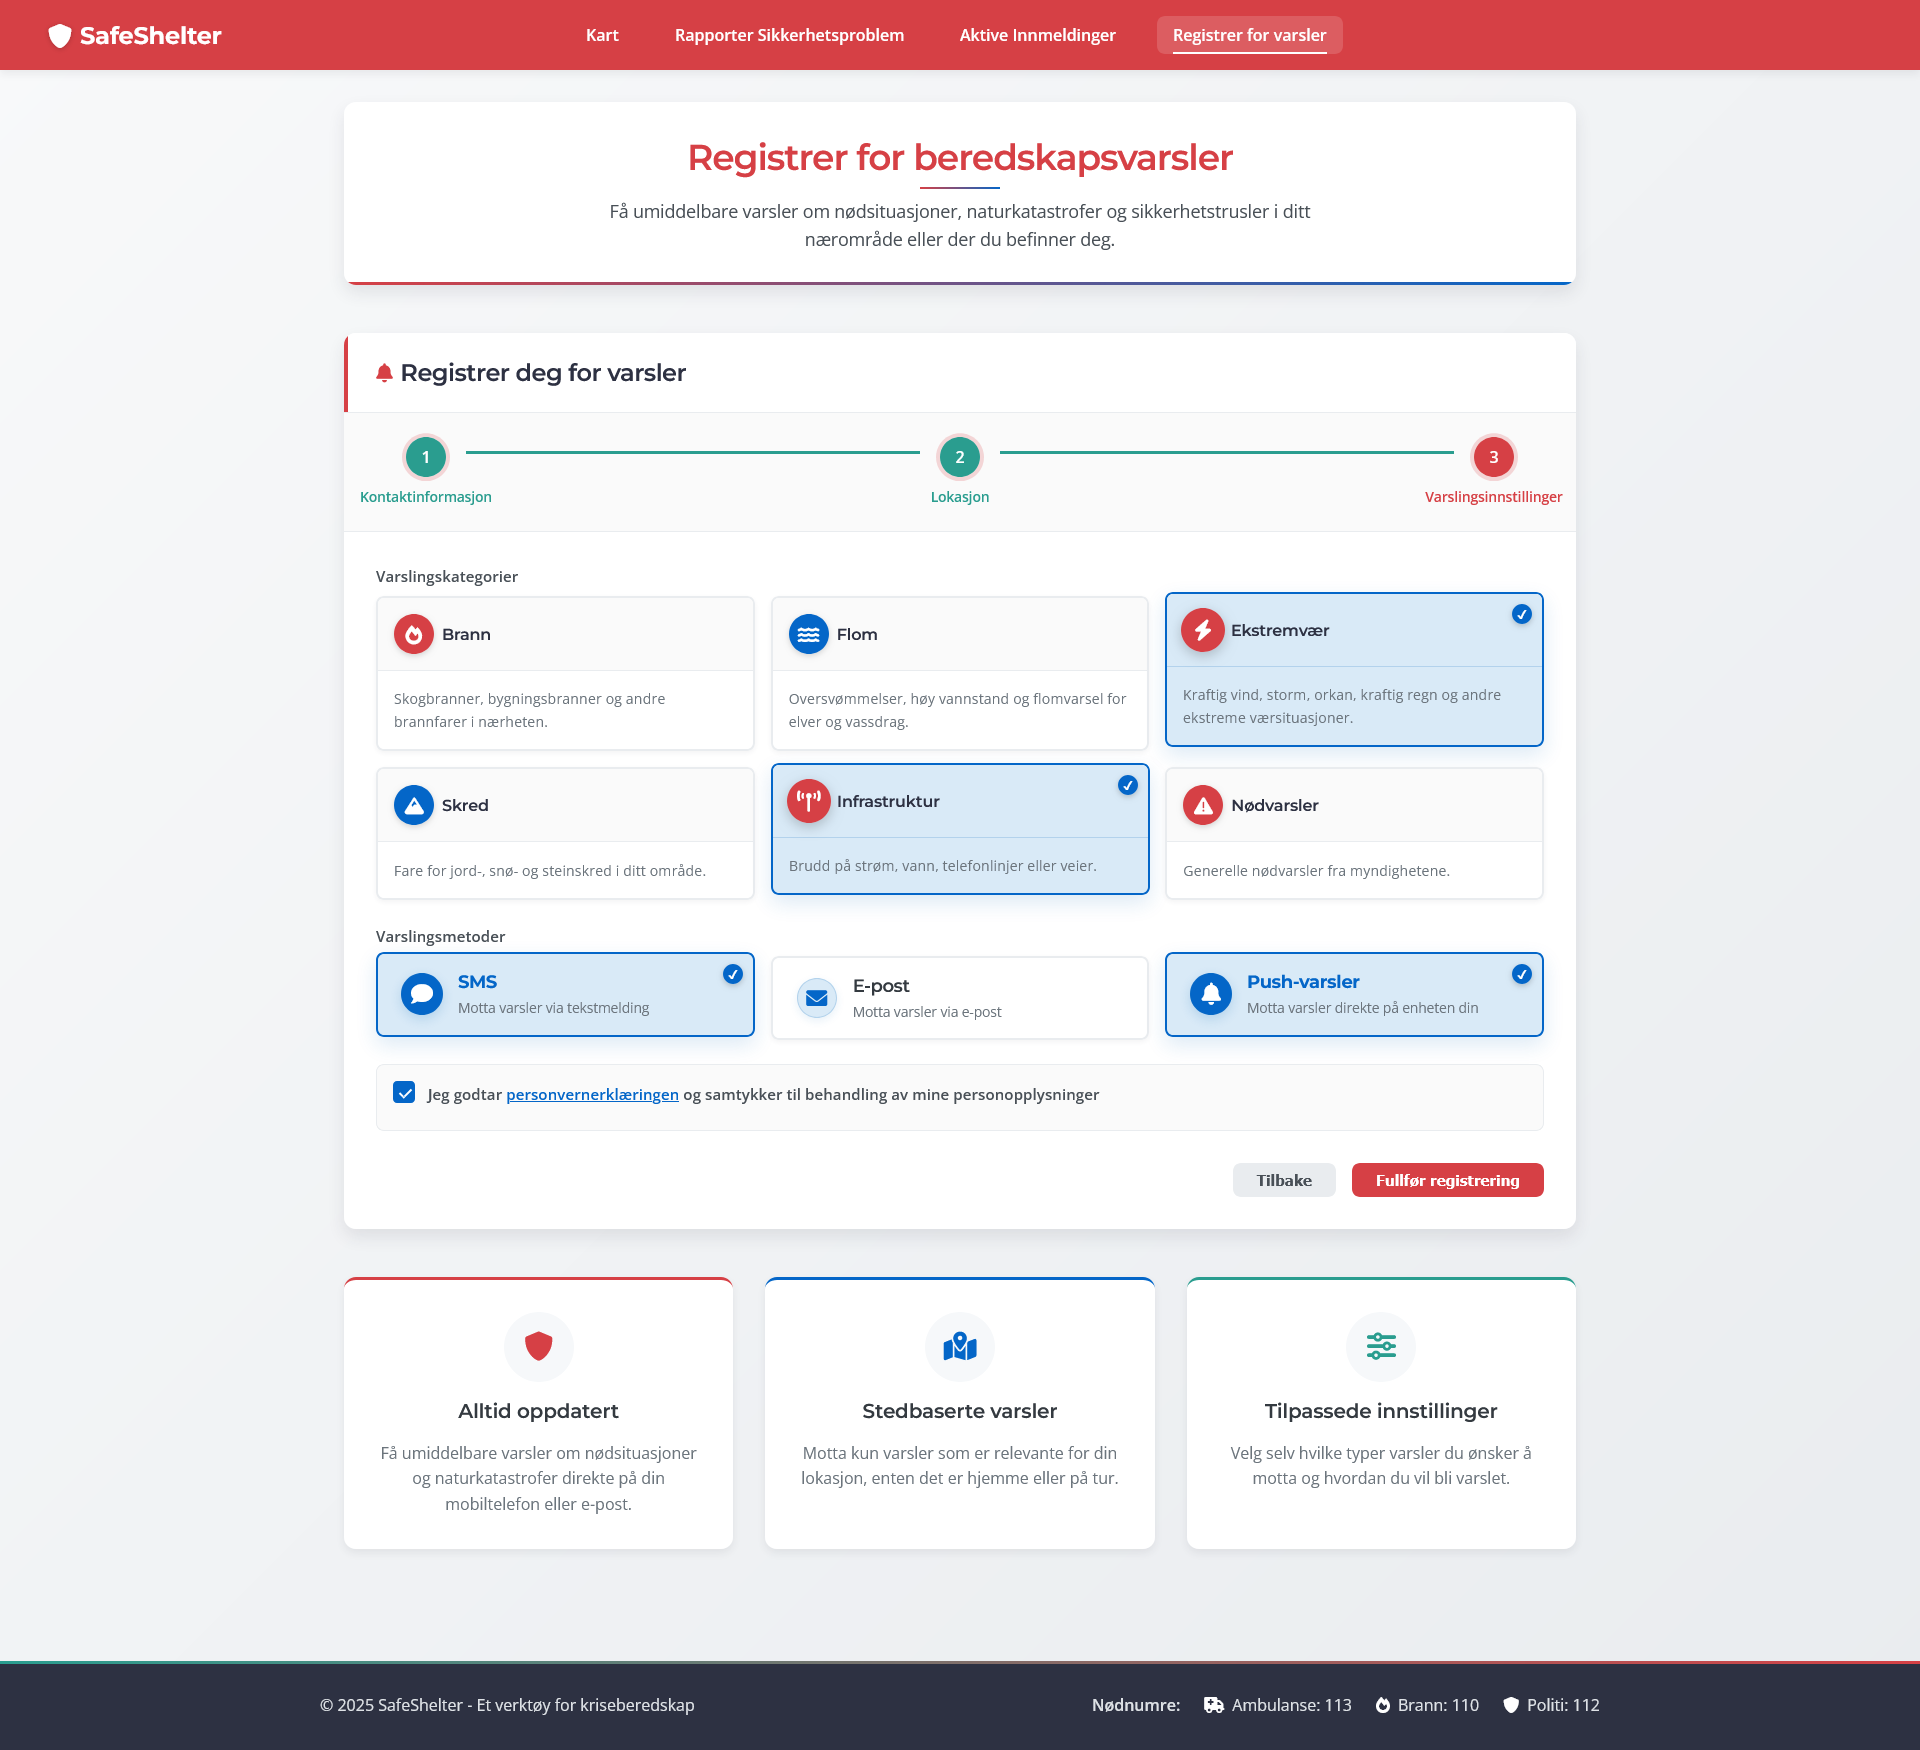 SafeShelter
Kart
Rapporter Sikkerhetsproblem
Aktive Innmeldinger
Registrer for varsler
Registrer for beredskapsvarsler
Få umiddelbare varsler om nødsituasjoner, naturkatastrofer og sikkerhetstrusler i ditt
nærområde eller der du befinner deg.
Registrer deg for varsler
1
2
3
Kontaktinformasjon
Lokasjon
Varslingsinnstillinger
Varslingskategorier
Brann
Skogbranner, bygningsbranner og andre
brannfarer i nærheten.
Flom
Oversvømmelser, høy vannstand og flomvarsel for
elver og vassdrag.
Ekstremvær
Kraftig vind, storm, orkan, kraftig regn og andre
ekstreme værsituasjoner.
Skred
Fare for jord-, snø- og steinskred i ditt område.
Infrastruktur
Brudd på strøm, vann, telefonlinjer eller veier.
Nødvarsler
Generelle nødvarsler fra myndighetene.
Varslingsmetoder
SMS
Motta varsler via tekstmelding
E-post
Motta varsler via e-post
Push-varsler
Motta varsler direkte på enheten din
Jeg godtar personvernerklæringen og samtykker til behandling av mine personopplysninger
Tilbake
Fullfør registrering
Alltid oppdatert
Få umiddelbare varsler om nødsituasjoner
og naturkatastrofer direkte på din
mobiltelefon eller e-post.
Stedbaserte varsler
Motta kun varsler som er relevante for din
lokasjon, enten det er hjemme eller på tur.
Tilpassede innstillinger
Velg selv hvilke typer varsler du ønsker å
motta og hvordan du vil bli varslet.
© 2025 SafeShelter - Et verktøy for kriseberedskap
Nødnumre:
Ambulanse: 113
Brann: 110
Politi: 112